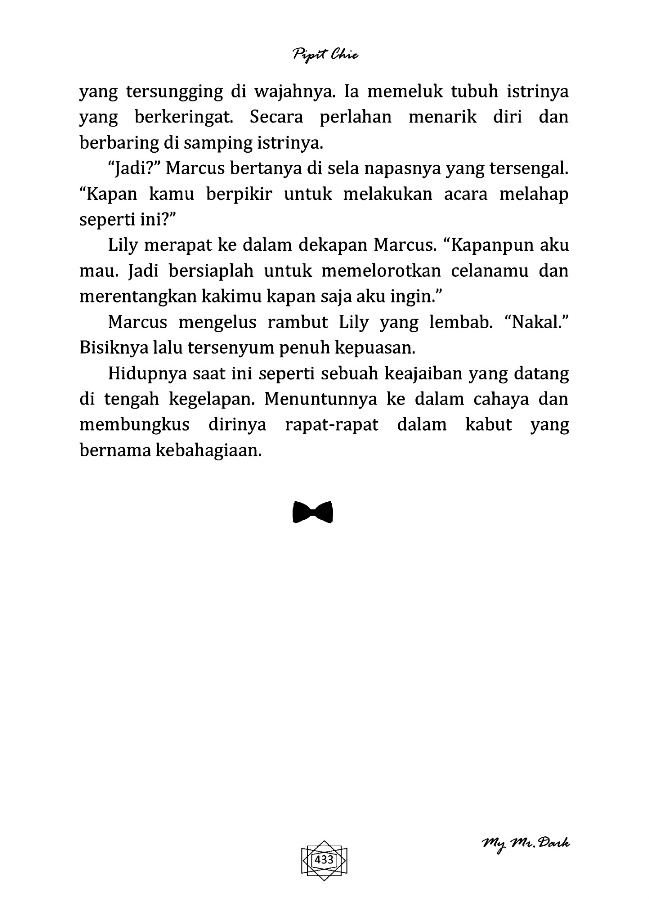 Pipit Chie
yang tersungging di wajahnya. Ia memeluk tubuh istrinya
yang berkeringat. Secara perlahan menarik diri dan
berbaring di samping istrinya.
“Jadi?” Marcus bertanya di sela napasnya yang tersengal.
“Kapan kamu berpikir untuk melakukan acara melahap
seperti ini?”
Lily merapat ke dalam dekapan Marcus. “Kapanpun aku
mau. Jadi bersiaplah untuk memelorotkan celanamu dan
merentangkan kakimu kapan saja aku ingin.”
Marcus mengelus rambut Lily yang lembab. “Nakal.”
Bisiknya lalu tersenyum penuh kepuasan.
Hidupnya saat ini seperti sebuah keajaiban yang datang
di tengah kegelapan. Menuntunnya ke dalam cahaya dan
membungkus dirinya rapat-rapat dalam kabut yang
bernama kebahagiaan.
My Mr. Dark
433